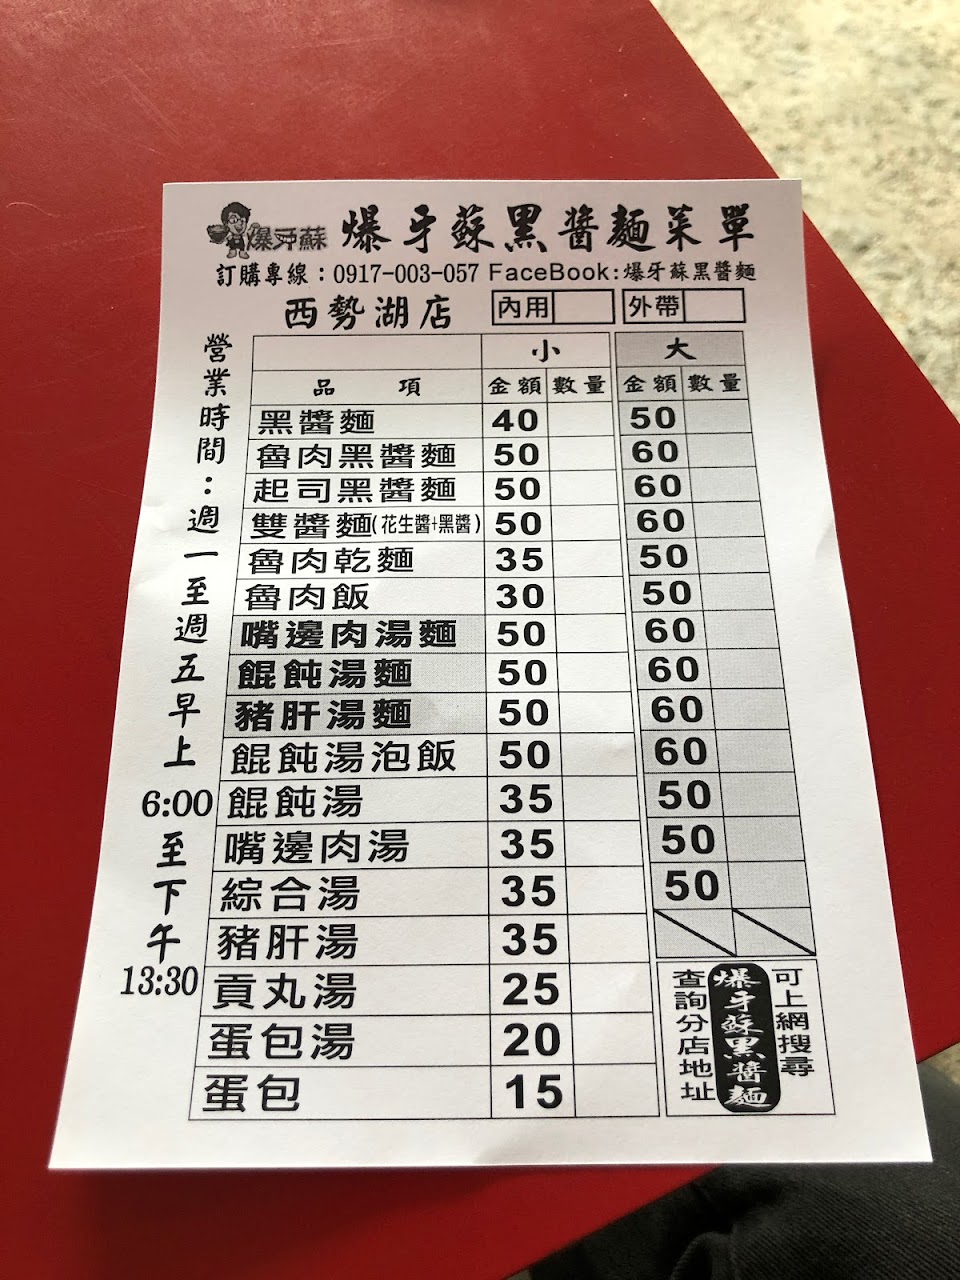 爆牙蘇 爆牙蘇黑醬麵菜單
訂購專線：0917-003-057 FaceBook:爆牙蘇黑醬麵
西勢湖店 內用 外帶
小 大
品項 金額 數量 金額 數量
黑醬麵 40 50
魯肉黑醬麵 50 60
起司黑醬麵 50 60
雙醬麵(花生醬+黑醬) 50 60
魯肉乾麵 35 50
魯肉飯 30 50
嘴邊肉湯麵 50 60
餛飩湯麵 50 60
豬肝湯麵 50 60
餛飩湯泡飯 50 60
餛飩湯 35 50
嘴邊肉湯 35 50
綜合湯 35 50
豬肝湯 35
貢丸湯 25
蛋包湯 20
蛋包 15
營業時間：週一至週五早上6:00至下午13:30
可上網搜尋
爆牙蘇黑醬麵
查詢分店地址